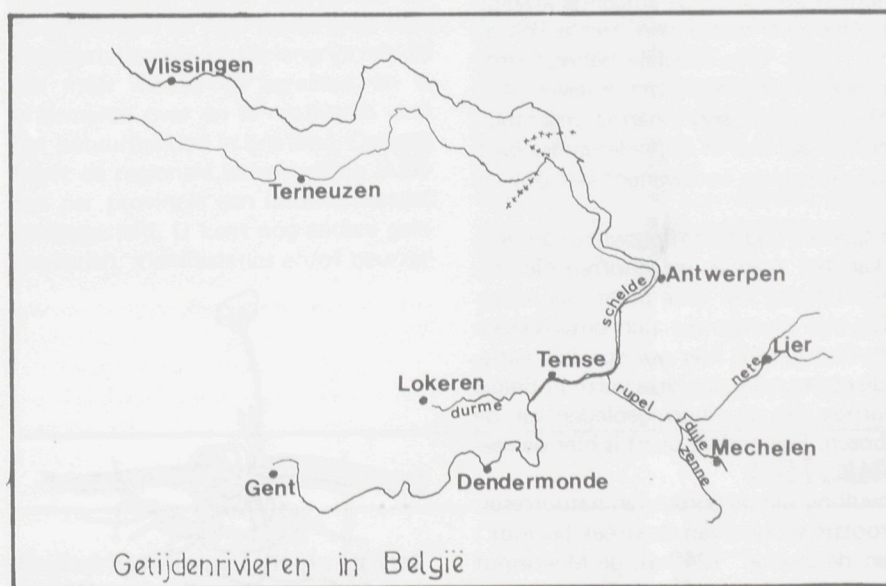 Vlissingen
Terneuzen
schelde
Antwerpen
Temse
Lier
nete
Lokeren
durme
rupel
dijle
Mechelen
zenne
Gent
Dendermonde
Getijdenrivieren in België